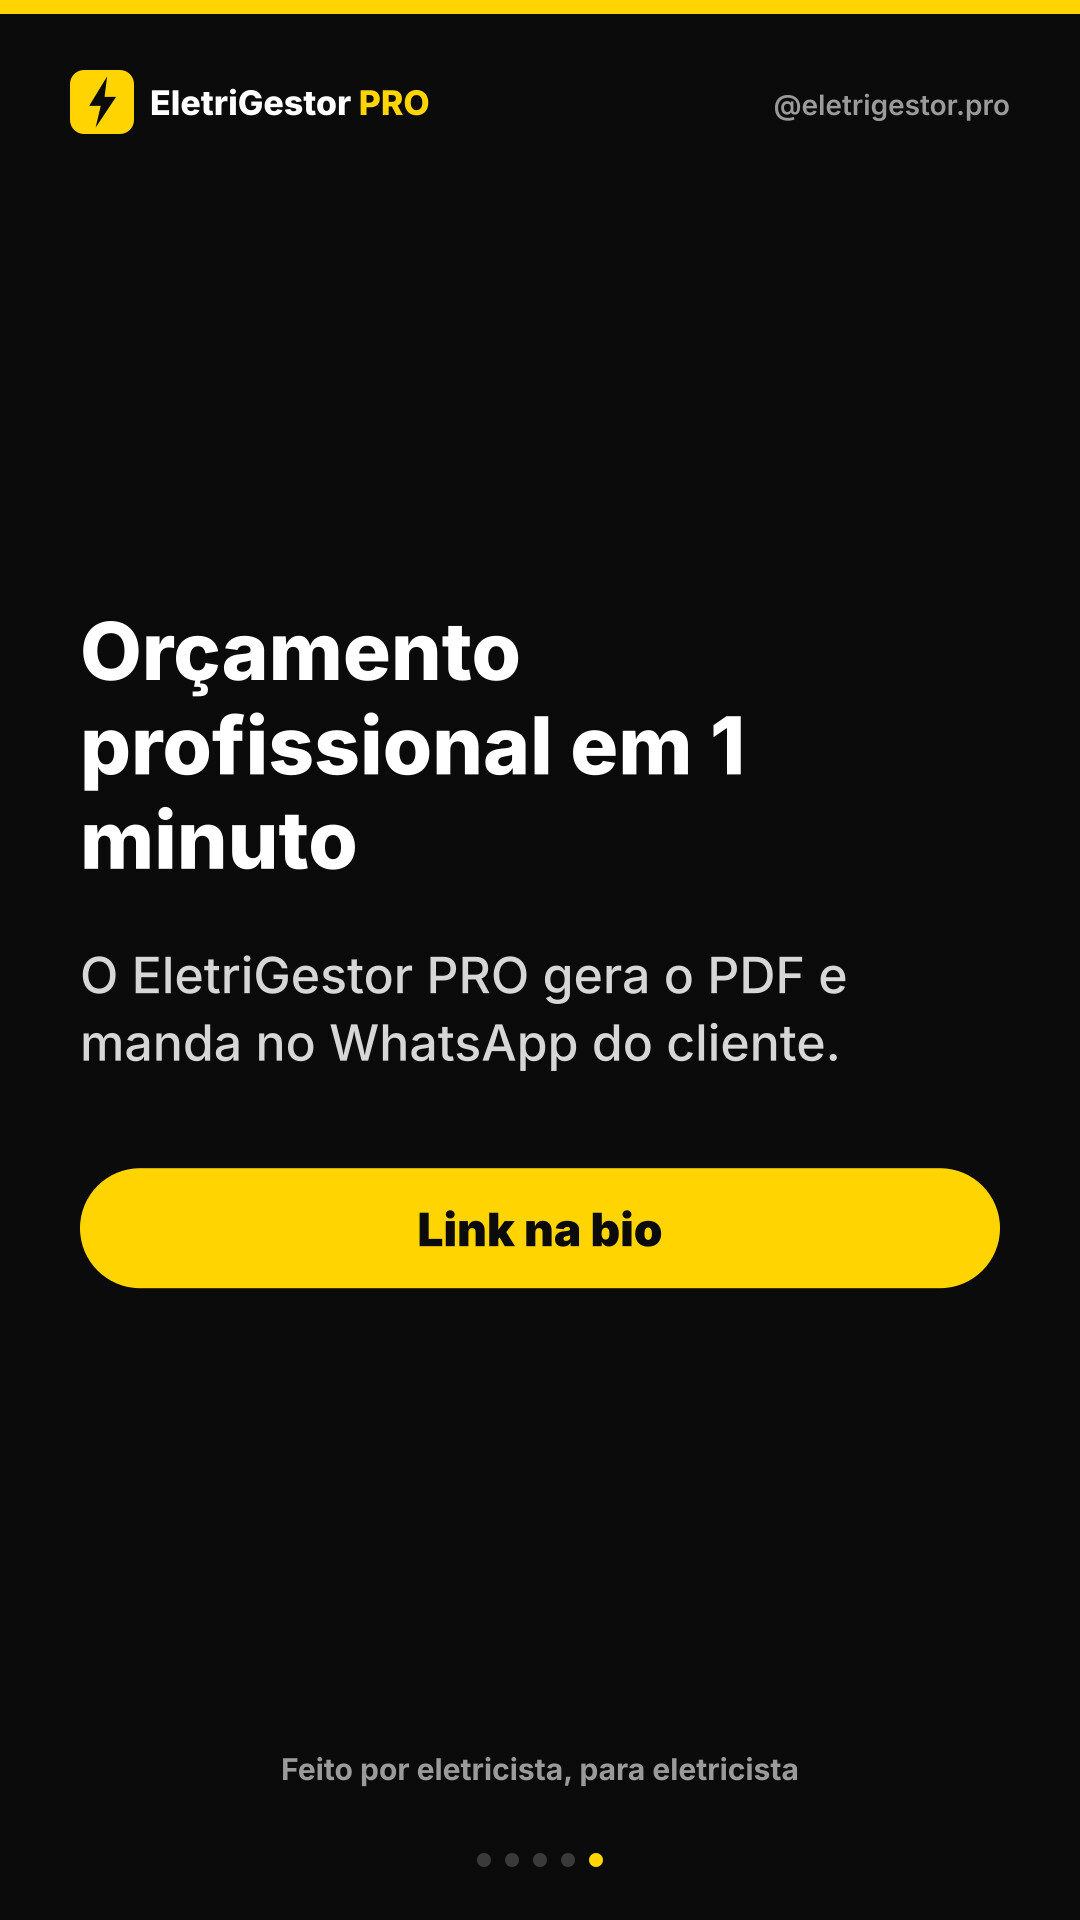 EletriGestor PRO
@eletrigestor.pro
Orçamento
profissional em 1
minuto
O EletriGestor PRO gera o PDF e
manda no WhatsApp do cliente.
Link na bio
Feito por eletricista, para eletricista